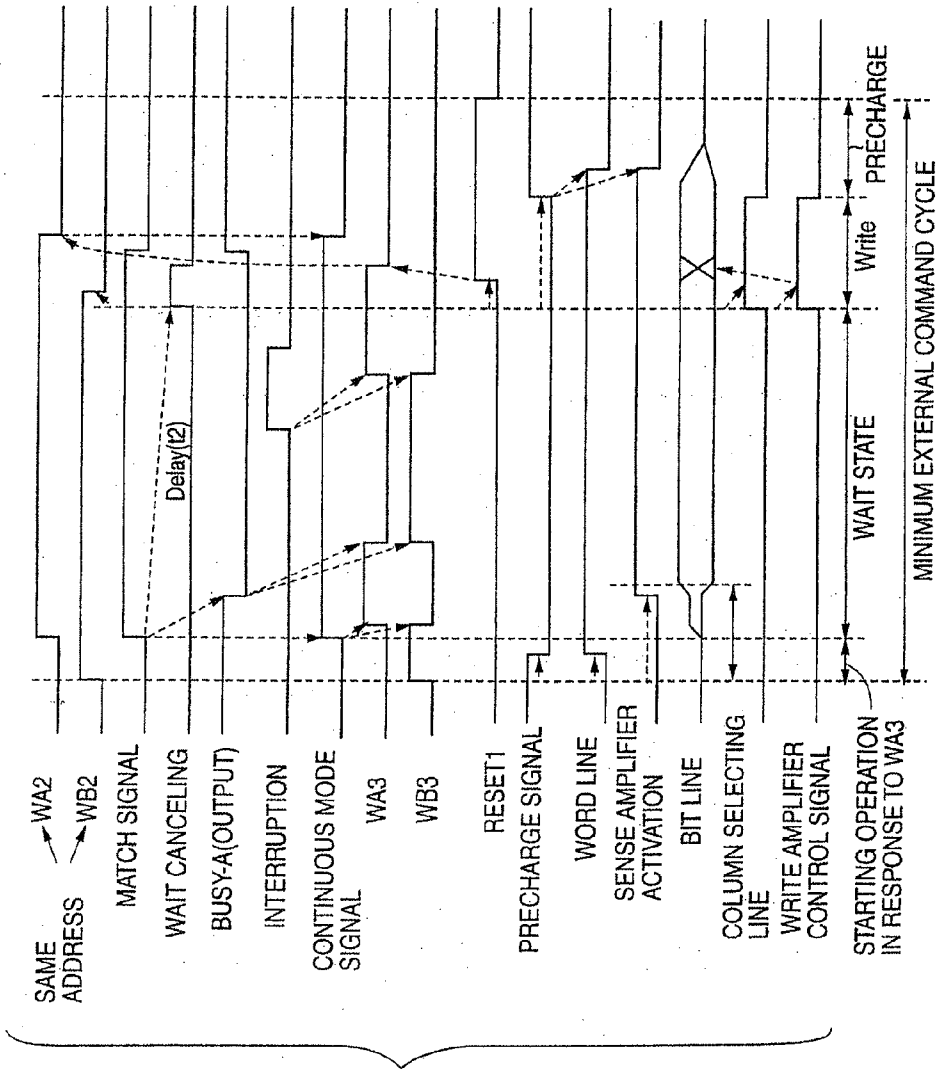 SAME
ADDRESS
WA2
WB2
MATCH SIGNAL
WAIT CANCELING
Delay(t2)
BUSY-A(OUTPUT)
INTERRUPTION
CONTINUOUS MODE
SIGNAL
WA3
WB3
RESET1
PRECHARGE SIGNAL
WORD LINE
SENSE AMPLIFIER
ACTIVATION
BIT LINE
COLUMN SELECTING
LINE
WRITE AMPLIFIER
CONTROL SIGNAL
STARTING OPERATION
IN RESPONSE TO WA3
WAIT STATE
Write
PRECHARGE
MINIMUM EXTERNAL COMMAND CYCLE